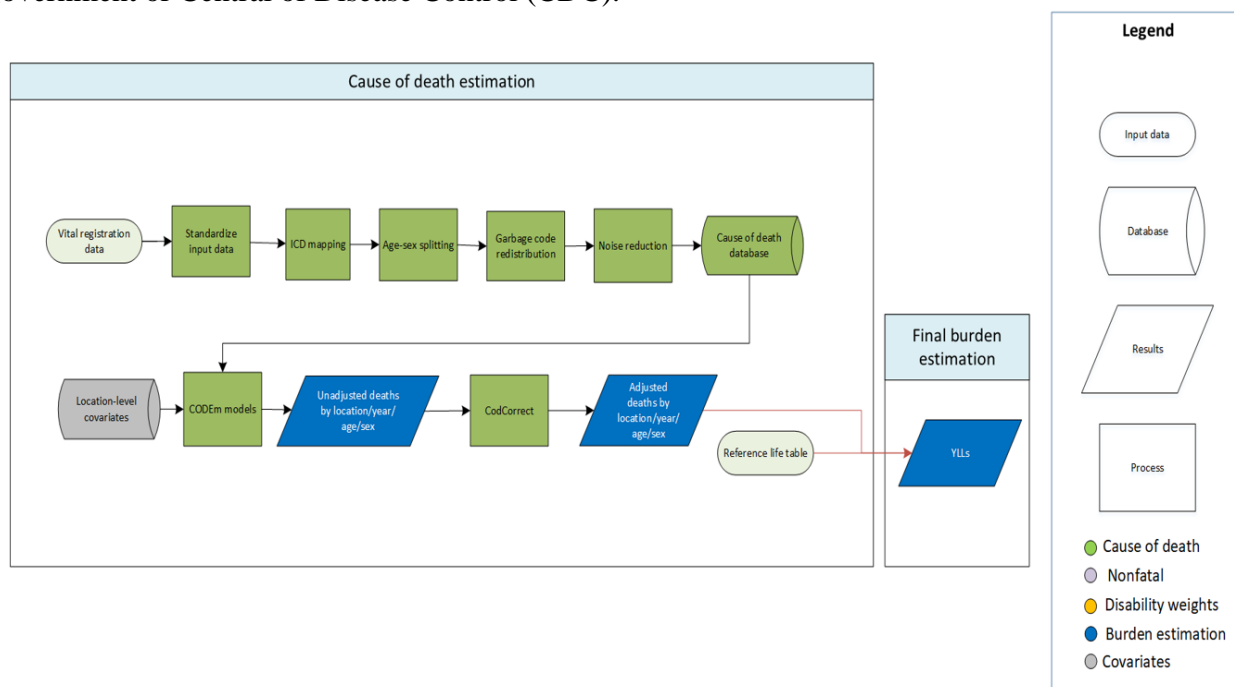 overnment or Central of Disease Control (CDC).
Cause of death estimation
Vital registration
data
Standardize
input data
ICD mapping
Age-sex splitting
Garbage code
redistribution
Noise reduction
Cause of death
database
Location-level
covariates
CODEm models
Unadjusted deaths
by location/year/
age/sex
CodCorrect
Adjusted
deaths by
location/year/
age/sex
Reference life table
Final burden
estimation
YLLs
Legend
Input data
Database
Results
Process
Cause of death
Nonfatal
Disability weights
Burden estimation
Covariates